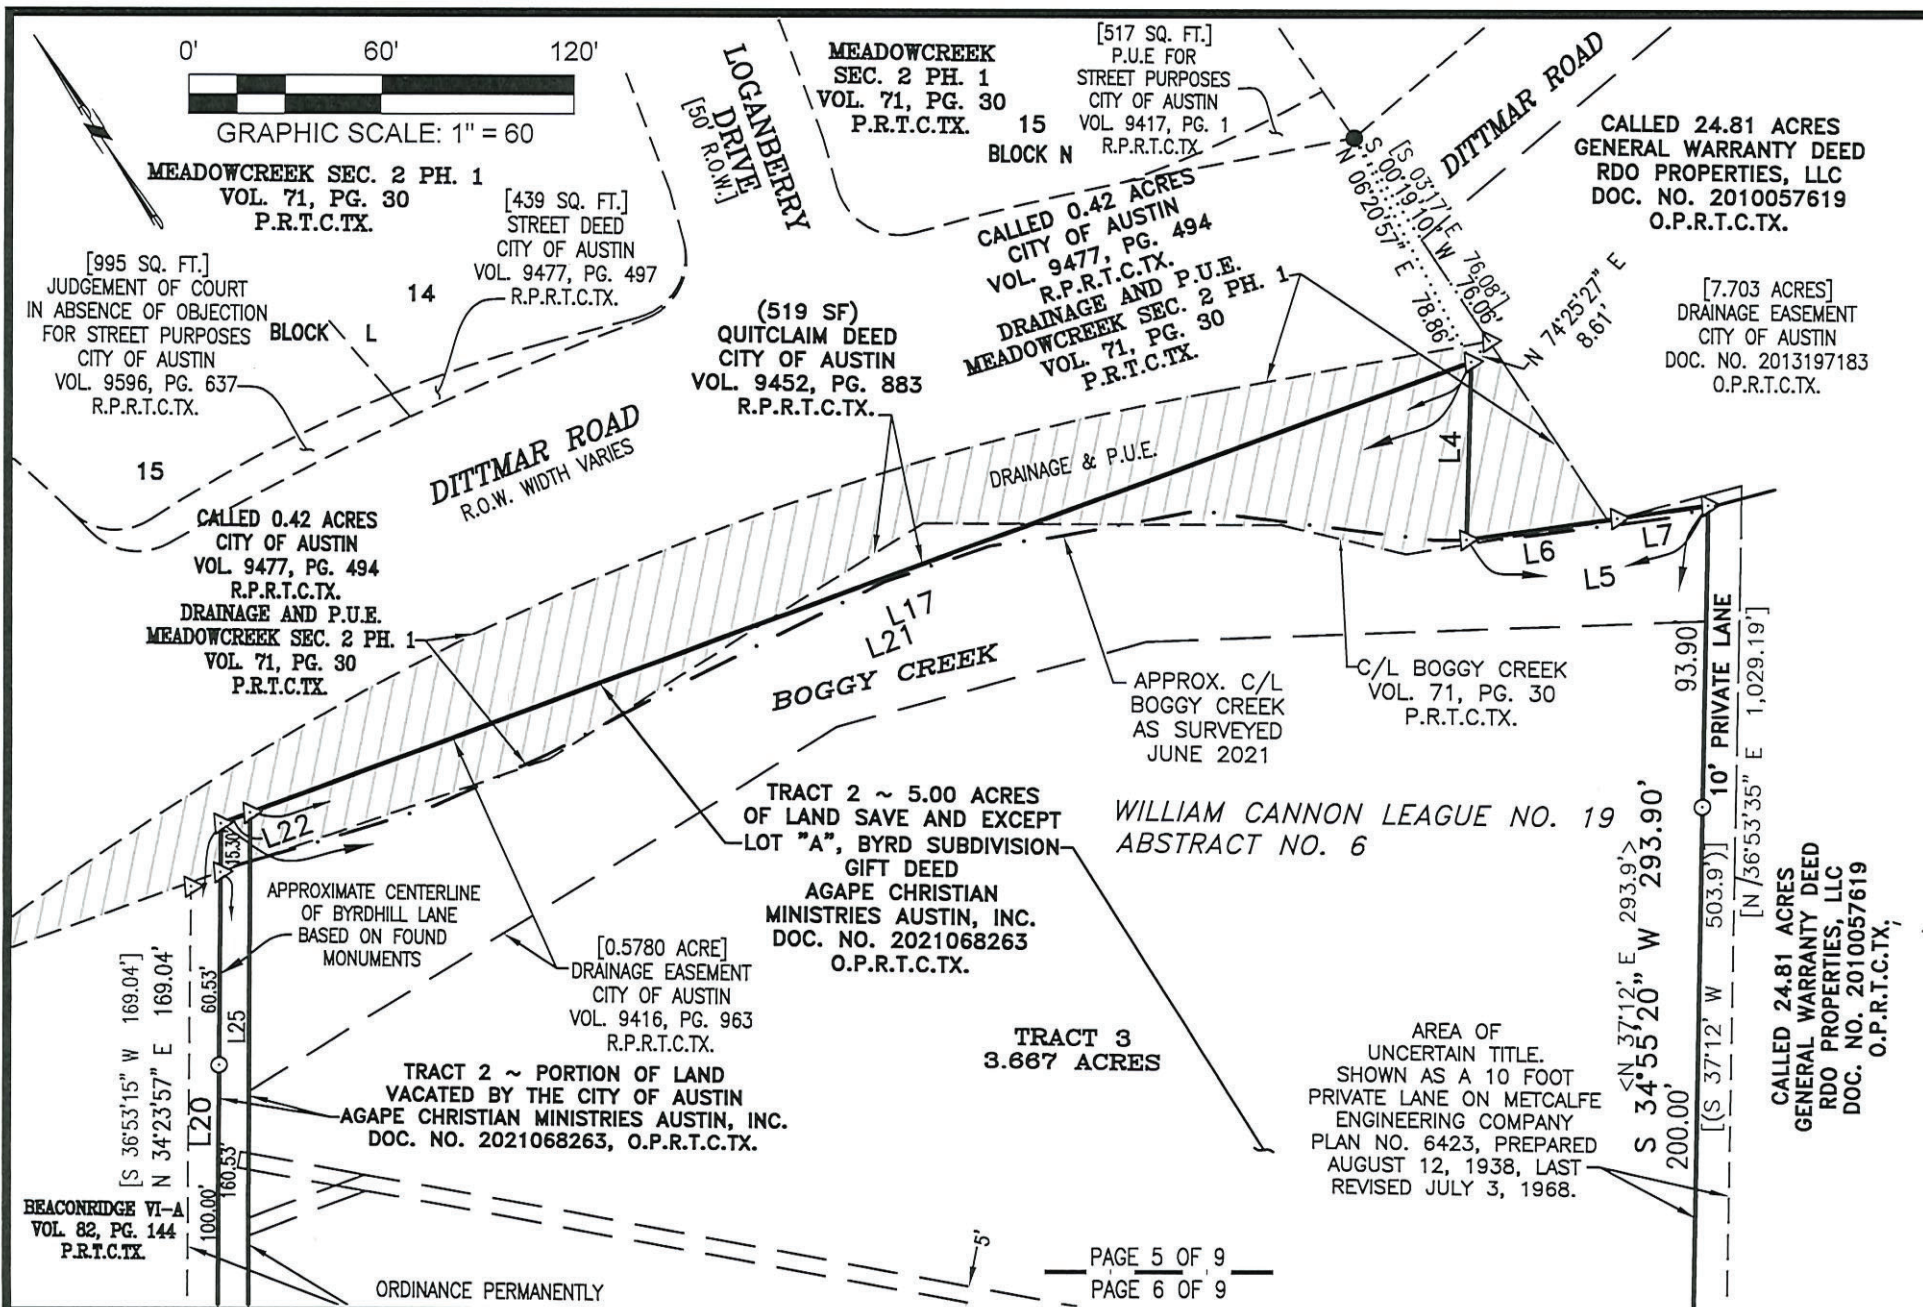 0' 60' 120'
GRAPHIC SCALE: 1" = 60
MEADOWCREEK SEC. 2 PH. 1
VOL. 71, PG. 30
P.R.T.C.TX.
[439 SQ. FT.]
STREET DEED
CITY OF AUSTIN
VOL. 9477, PG. 497
R.P.R.T.C.TX.
[995 SQ. FT.]
JUDGEMENT OF COURT
IN ABSENCE OF OBJECTION
FOR STREET PURPOSES
CITY OF AUSTIN
VOL. 9596, PG. 637
R.P.R.T.C.TX.
14
BLOCK L
15
LOGANBERRY
DRIVE
[50' R.O.W.]
MEADOWCREEK
SEC. 2 PH. 1
VOL. 71, PG. 30
P.R.T.C.TX.
15
BLOCK N
[517 SQ. FT.]
P.U.E FOR
STREET PURPOSES
CITY OF AUSTIN
VOL. 9417, PG. 1
R.P.R.T.C.TX.
DITTMAR ROAD
CALLED 24.81 ACRES
GENERAL WARRANTY DEED
RDO PROPERTIES, LLC
DOC. NO. 2010057619
O.P.R.T.C.TX.
[S 03°17' E 76.08']
S 00°19'10" W 76.06'
N 06°20'57" E 78.86'
N 74°25'27" E
8.61'
[7.703 ACRES]
DRAINAGE EASEMENT
CITY OF AUSTIN
DOC. NO. 2013197183
O.P.R.T.C.TX.
CALLED 0.42 ACRES
CITY OF AUSTIN
VOL. 9477, PG. 494
R.P.R.T.C.TX.
DRAINAGE AND P.U.E.
MEADOWCREEK SEC. 2 PH. 1
VOL. 71, PG. 30
P.R.T.C.TX.
(519 SF)
QUITCLAIM DEED
CITY OF AUSTIN
VOL. 9452, PG. 883
R.P.R.T.C.TX.
DITTMAR ROAD
R.O.W. WIDTH VARIES
DRAINAGE & P.U.E.
L4
L6
L7
L5
CALLED 0.42 ACRES
CITY OF AUSTIN
VOL. 9477, PG. 494
R.P.R.T.C.TX.
DRAINAGE AND P.U.E.
MEADOWCREEK SEC. 2 PH. 1
VOL. 71, PG. 30
P.R.T.C.TX.
L17
L21
BOGGY CREEK
APPROX. C/L
BOGGY CREEK
AS SURVEYED
JUNE 2021
C/L BOGGY CREEK
VOL. 71, PG. 30
P.R.T.C.TX.
93.90
10' PRIVATE LANE
[N 36°53'35" E 1,029.19']
L22
15.30'
TRACT 2 ~ 5.00 ACRES
OF LAND SAVE AND EXCEPT
LOT "A", BYRD SUBDIVISION
GIFT DEED
AGAPE CHRISTIAN
MINISTRIES AUSTIN, INC.
DOC. NO. 2021068263
O.P.R.T.C.TX.
WILLIAM CANNON LEAGUE NO. 19
ABSTRACT NO. 6
APPROXIMATE CENTERLINE
OF BYRDHILL LANE
BASED ON FOUND
MONUMENTS
[0.5780 ACRE]
DRAINAGE EASEMENT
CITY OF AUSTIN
VOL. 9416, PG. 963
R.P.R.T.C.TX.
<N 37°12' E 293.9'>
S 34°55'20" W 293.90'
200.00'
[(S 37°12' W 503.9')]
CALLED 24.81 ACRES
GENERAL WARRANTY DEED
RDO PROPERTIES, LLC
DOC. NO. 2010057619
O.P.R.T.C.TX.
[S 36°53'15" W 169.04']
N 34°23'57" E 169.04'
L20
60.53'
L25
100.00'
160.53'
TRACT 2 ~ PORTION OF LAND
VACATED BY THE CITY OF AUSTIN
AGAPE CHRISTIAN MINISTRIES AUSTIN, INC.
DOC. NO. 2021068263, O.P.R.T.C.TX.
TRACT 3
3.667 ACRES
AREA OF
UNCERTAIN TITLE.
SHOWN AS A 10 FOOT
PRIVATE LANE ON METCALFE
ENGINEERING COMPANY
PLAN NO. 6423, PREPARED
AUGUST 12, 1938, LAST
REVISED JULY 3, 1968.
BEACONRIDGE VI-A
VOL. 82, PG. 144
P.R.T.C.TX.
5'
ORDINANCE PERMANENTLY
PAGE 5 OF 9
PAGE 6 OF 9